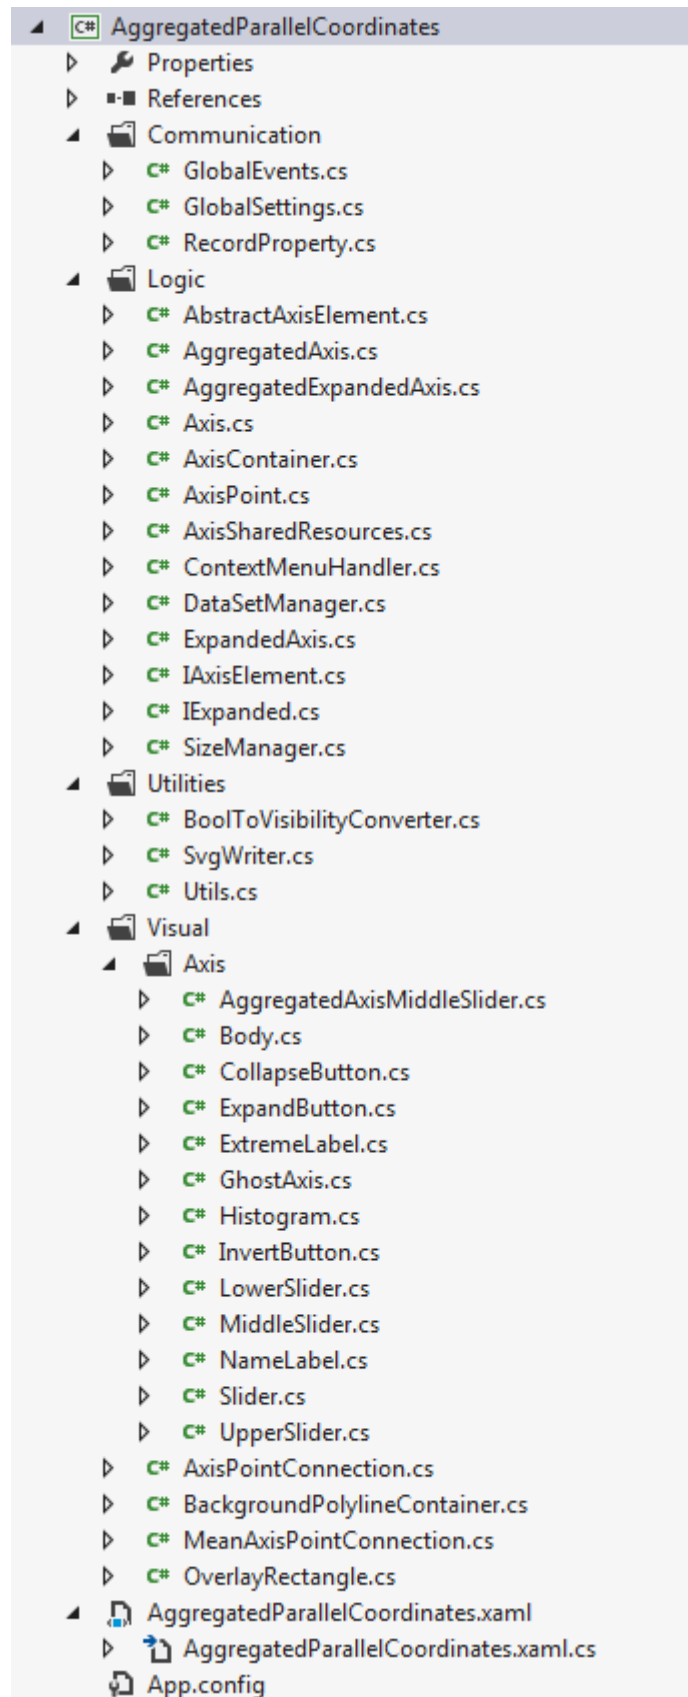 C# AggregatedParallelCoordinates
Properties
References
Communication
C# GlobalEvents.cs
C# GlobalSettings.cs
C# RecordProperty.cs
Logic
C# AbstractAxisElement.cs
C# AggregatedAxis.cs
C# AggregatedExpandedAxis.cs
C# Axis.cs
C# AxisContainer.cs
C# AxisPoint.cs
C# AxisSharedResources.cs
C# ContextMenuHandler.cs
C# DataSetManager.cs
C# ExpandedAxis.cs
C# IAxisElement.cs
C# IExpanded.cs
C# SizeManager.cs
Utilities
C# BoolToVisibilityConverter.cs
C# SvgWriter.cs
C# Utils.cs
Visual
Axis
C# AggregatedAxisMiddleSlider.cs
C# Body.cs
C# CollapseButton.cs
C# ExpandButton.cs
C# ExtremeLabel.cs
C# GhostAxis.cs
C# Histogram.cs
C# InvertButton.cs
C# LowerSlider.cs
C# MiddleSlider.cs
C# NameLabel.cs
C# Slider.cs
C# UpperSlider.cs
C# AxisPointConnection.cs
C# BackgroundPolylineContainer.cs
C# MeanAxisPointConnection.cs
C# OverlayRectangle.cs
AggregatedParallelCoordinates.xaml
AggregatedParallelCoordinates.xaml.cs
App.config